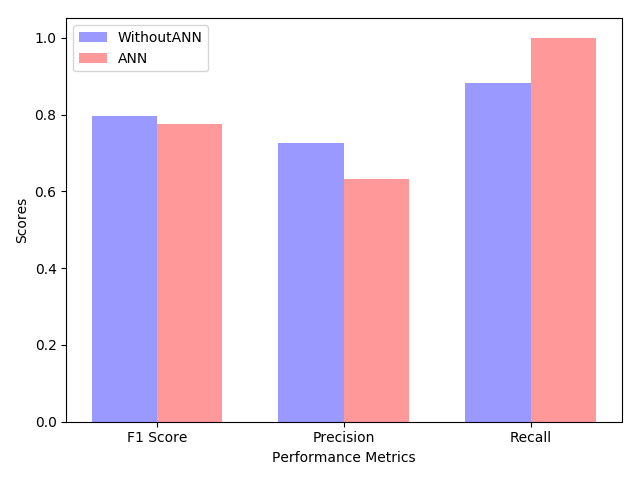 WithoutANN
ANN
1.0
0.8
0.6
0.4
0.2
0.0
Scores
F1 Score
Precision
Recall
Performance Metrics